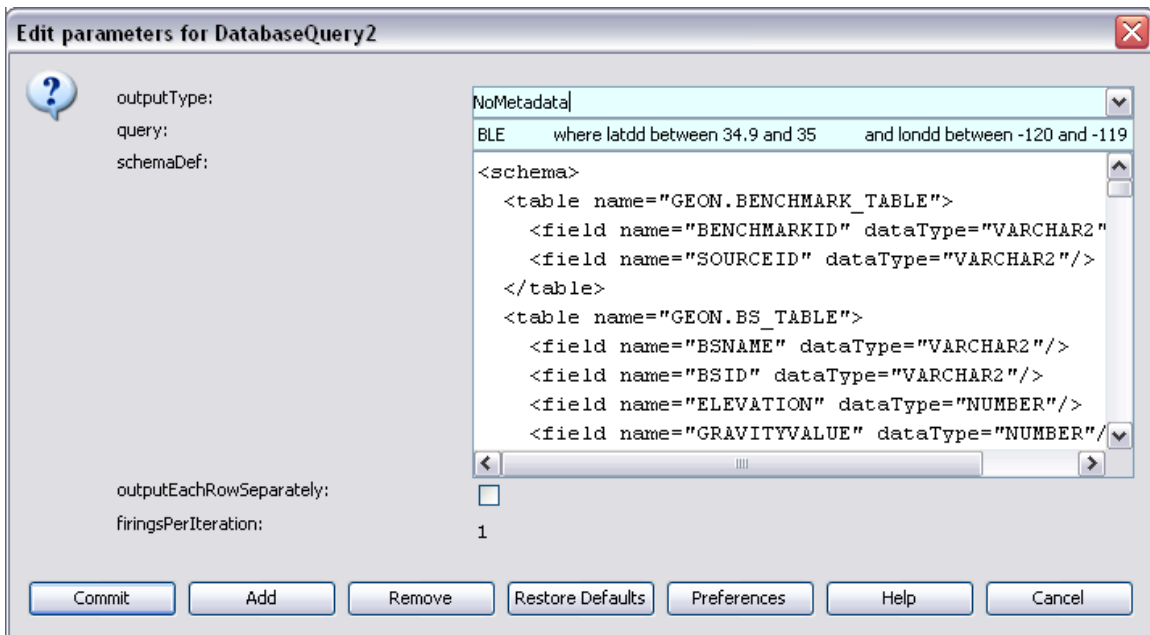 Edit parameters for DatabaseQuery2
outputType:
NoMetadata
query:
BLE where latdd between 34.9 and 35 and londd between -120 and -119
schemaDef:
<schema>
<table name="GEON.BENCHMARK_TABLE">
<field name="BENCHMARKID" dataType="VARCHAR2"
<field name="SOURCEID" dataType="VARCHAR2"/>
</table>
<table name="GEON.BS_TABLE">
<field name="BSNAME" dataType="VARCHAR2"/>
<field name="BSID" dataType="VARCHAR2"/>
<field name="ELEVATION" dataType="NUMBER"/>
<field name="GRAVITYVALUE" dataType="NUMBER"/
outputEachRowSeparately:
firingsPerIteration:
1
Commit Add Remove Restore Defaults Preferences Help Cancel